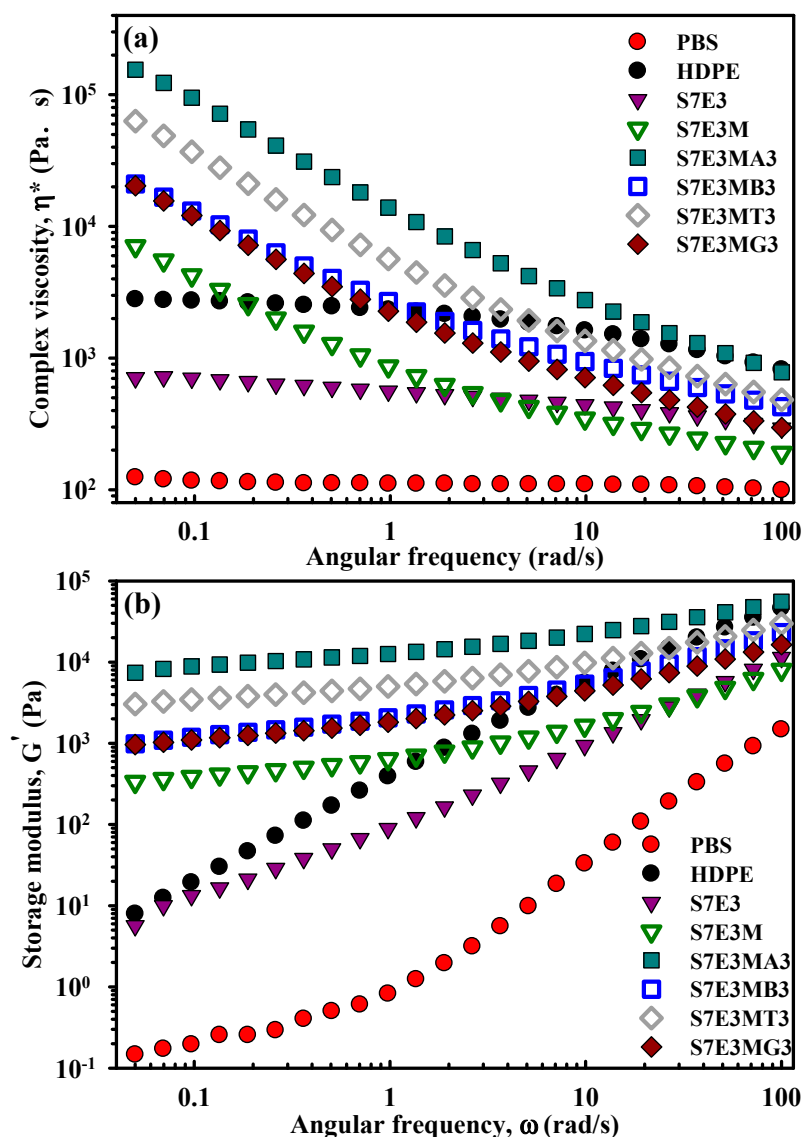 (a)
PBS
HDPE
S7E3
S7E3M
S7E3MA3
S7E3MB3
S7E3MT3
S7E3MG3
Complex viscosity, η* (Pa. s)
10⁵
10⁴
10³
10²
0.1 1 10 100
Angular frequency (rad/s)
(b)
Storage modulus, G' (Pa)
10⁵
10⁴
10³
10²
10¹
10⁰
10⁻¹
PBS
HDPE
S7E3
S7E3M
S7E3MA3
S7E3MB3
S7E3MT3
S7E3MG3
0.1 1 10 100
Angular frequency, ω (rad/s)